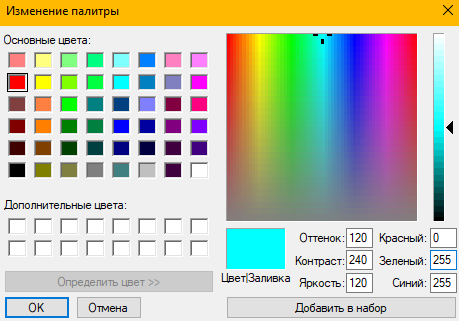 Изменение палитры
Основные цвета:
Дополнительные цвета:
Определить цвет >>
OK
Отмена
Цвет|Заливка
Оттенок: 120
Контраст: 240
Яркость: 120
Красный: 0
Зеленый: 255
Синий: 255
Добавить в набор